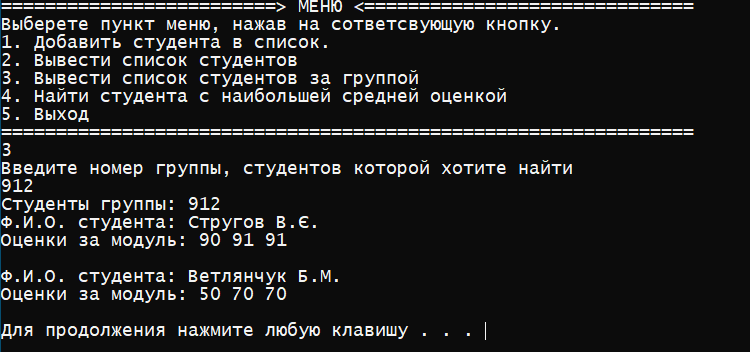 =========================> МЕНЮ <==============================
Выберете пункт меню, нажав на сответсвующую кнопку.
1. Добавить студента в список.
2. Вывести список студентов
3. Вывести список студентов за группой
4. Найти студента с наибольшей средней оценкой
5. Выход
===============================================================
3
Введите номер группы, студентов которой хотите найти
912
Студенты группы: 912
Ф.И.О. студента: Стругов В.Є.
Оценки за модуль: 90 91 91
Ф.И.О. студента: Ветлянчук Б.М.
Оценки за модуль: 50 70 70
Для продолжения нажмите любую клавишу . . .